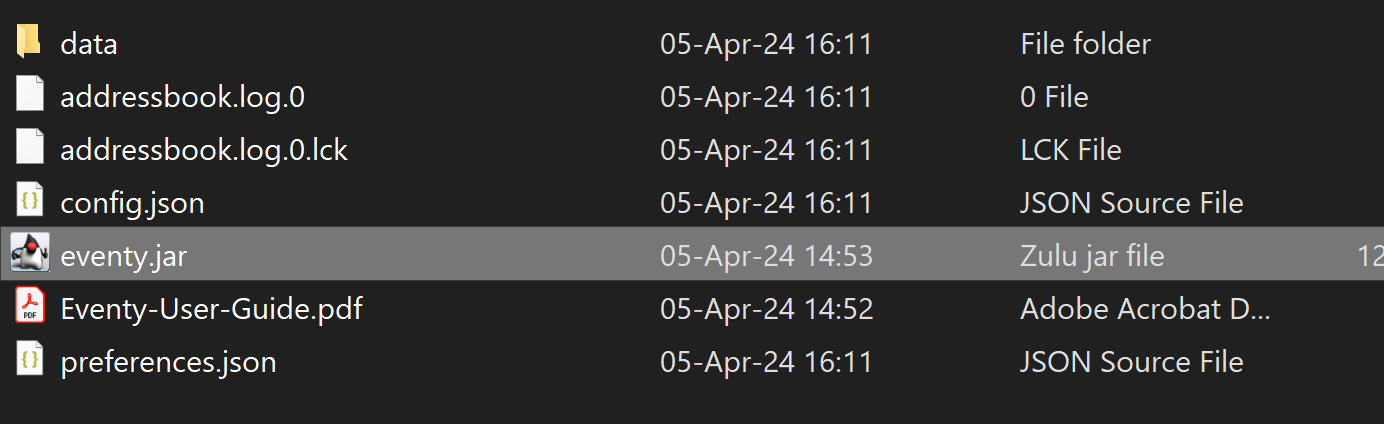 data 05-Apr-24 16:11 File folder
addressbook.log.0 05-Apr-24 16:11 0 File
addressbook.log.0.lck 05-Apr-24 16:11 LCK File
{} config.json 05-Apr-24 16:11 JSON Source File
eventy.jar 05-Apr-24 14:53 Zulu jar file 12
PDF Eventy-User-Guide.pdf 05-Apr-24 14:52 Adobe Acrobat D...
{} preferences.json 05-Apr-24 16:11 JSON Source File